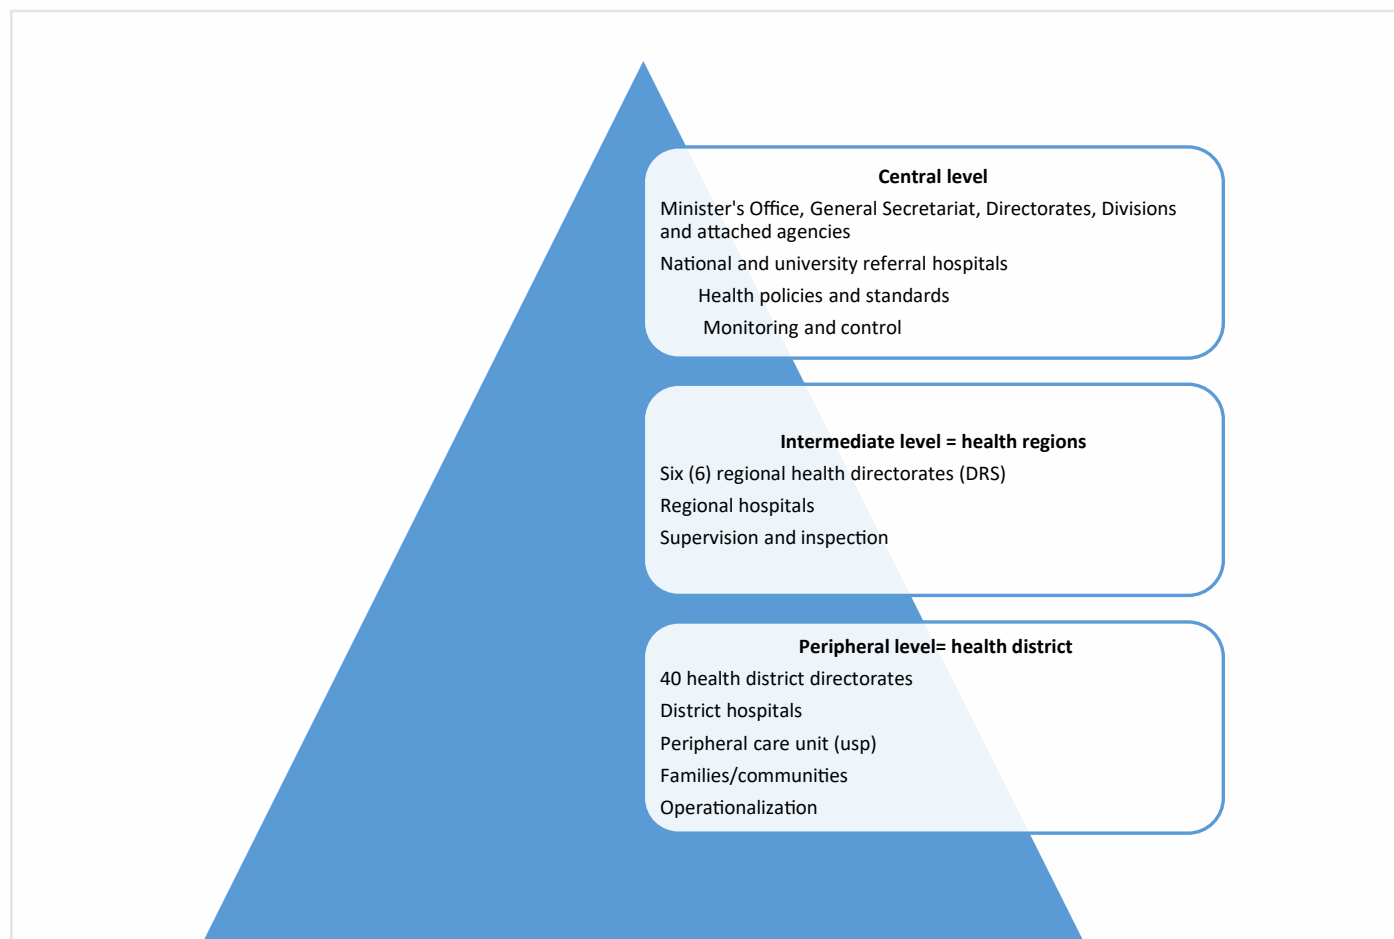 Central level
Minister's Office, General Secretariat, Directorates, Divisions
and attached agencies
National and university referral hospitals
Health policies and standards
Monitoring and control
Intermediate level = health regions
Six (6) regional health directorates (DRS)
Regional hospitals
Supervision and inspection
Peripheral level= health district
40 health district directorates
District hospitals
Peripheral care unit (usp)
Families/communities
Operationalization